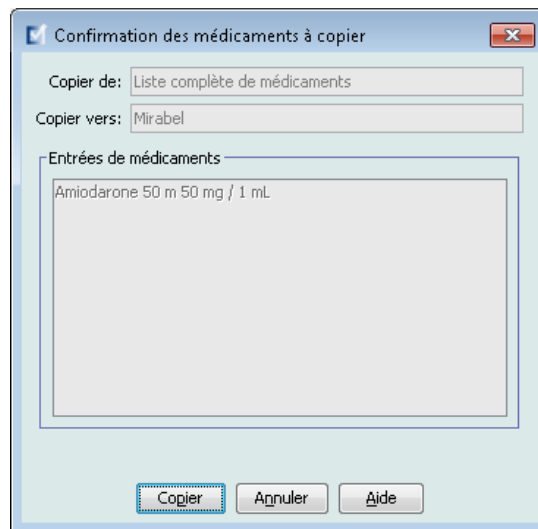 Confirmation des médicaments à copier
Copier de: Liste complète de médicaments
Copier vers: Mirabel
Entrées de médicaments
Amiodarone 50 m 50 mg / 1 mL
Copier Annuler Aide